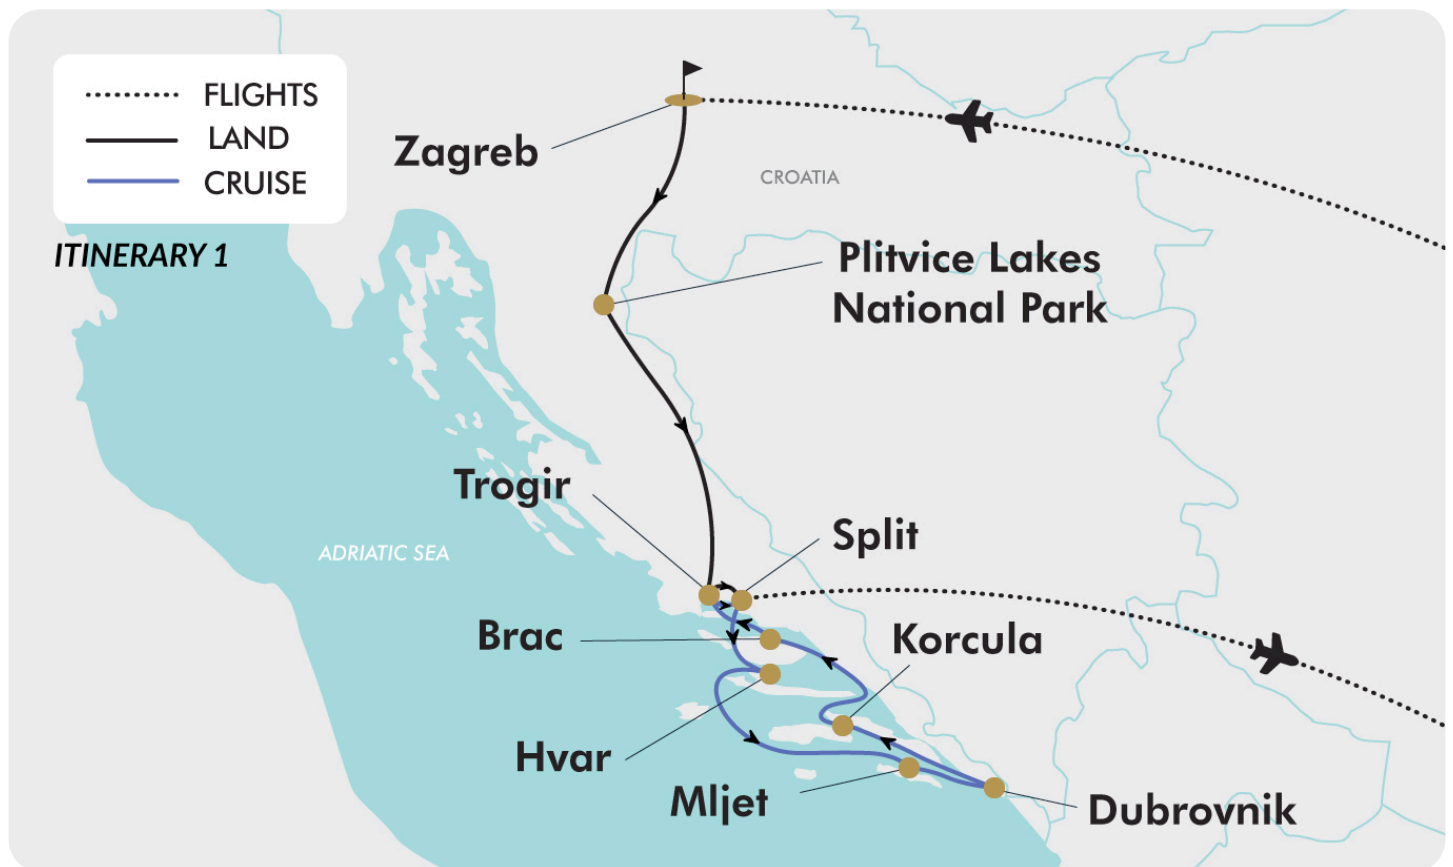 FLIGHTS
LAND
CRUISE
ITINERARY 1
Zagreb
CROATIA
Plitvice Lakes
National Park
Trogir
Split
ADRIATIC SEA
Brac
Korcula
Hvar
Mljet
Dubrovnik